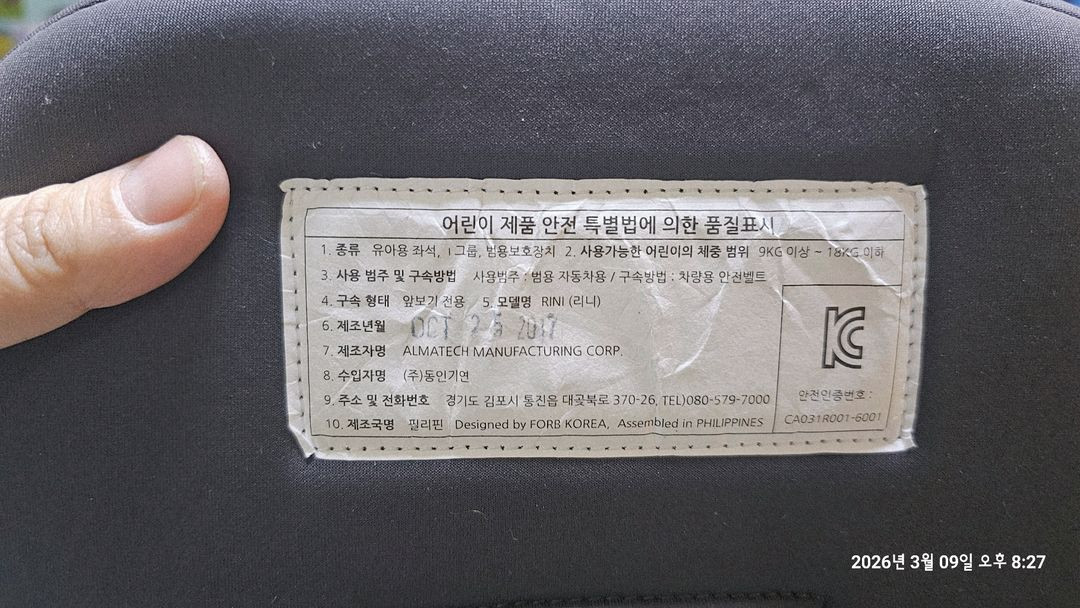 어린이 제품 안전 특별법에 의한 품질표시
1. 종류 유아용 좌석, I 그룹, 범용보호장치 2. 사용가능한 어린이의 체중 범위 9KG 이상 ~ 18KG 이하
3. 사용 범주 및 구속방법 사용범주 : 범용 자동차용 / 구속방법 : 차량용 안전벨트
4. 구속 형태 앞보기 전용 5. 모델명 RINI (리니)
6. 제조년월 OCT 25 2017
7. 제조자명 ALMATECH MANUFACTURING CORP.
8. 수입자명 (주)동인기연
9. 주소 및 전화번호 경기도 김포시 통진읍 대곶북로 370-26, TEL)080-579-7000
10. 제조국명 필리핀 Designed by FORB KOREA, Assembled in PHILIPPINES
KC
안전인증번호 :
CA031R001-6001
2026년 3월 09일 오후 8:27